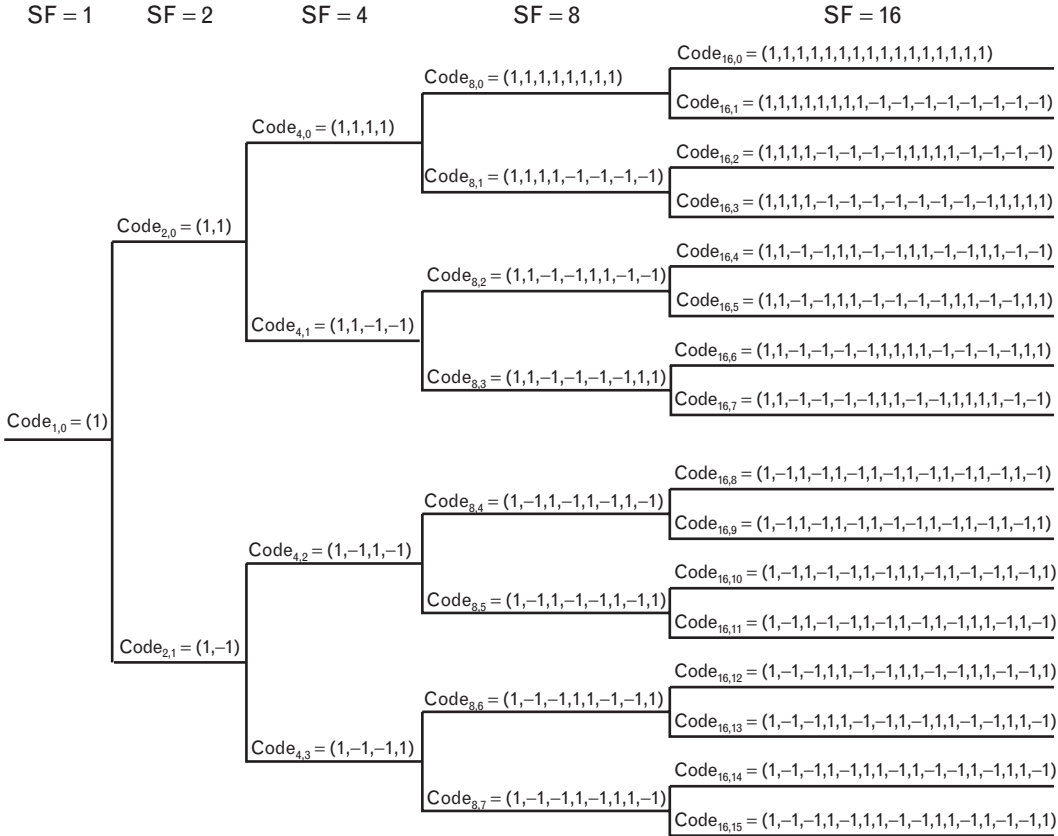 SF = 1
SF = 2
SF = 4
SF = 8
SF = 16
Code1,0 = (1)
Code2,0 = (1,1)
Code2,1 = (1,–1)
Code4,0 = (1,1,1,1)
Code4,1 = (1,1,–1,–1)
Code4,2 = (1,–1,1,–1)
Code4,3 = (1,–1,–1,1)
Code8,0 = (1,1,1,1,1,1,1,1)
Code8,1 = (1,1,1,1,–1,–1,–1,–1)
Code8,2 = (1,1,–1,–1,1,1,–1,–1)
Code8,3 = (1,1,–1,–1,–1,–1,1,1)
Code8,4 = (1,–1,1,–1,1,–1,1,–1)
Code8,5 = (1,–1,1,–1,–1,1,–1,1)
Code8,6 = (1,–1,–1,1,1,–1,–1,1)
Code8,7 = (1,–1,–1,1,–1,1,1,–1)
Code16,0 = (1,1,1,1,1,1,1,1,1,1,1,1,1,1,1,1)
Code16,1 = (1,1,1,1,1,1,1,1,–1,–1,–1,–1,–1,–1,–1,–1)
Code16,2 = (1,1,1,1,–1,–1,–1,–1,1,1,1,1,–1,–1,–1,–1)
Code16,3 = (1,1,1,1,–1,–1,–1,–1,–1,–1,–1,–1,1,1,1,1)
Code16,4 = (1,1,–1,–1,1,1,–1,–1,1,1,–1,–1,1,1,–1,–1)
Code16,5 = (1,1,–1,–1,1,1,–1,–1,–1,–1,1,1,–1,–1,1,1)
Code16,6 = (1,1,–1,–1,–1,–1,1,1,1,1,–1,–1,–1,–1,1,1)
Code16,7 = (1,1,–1,–1,–1,–1,1,1,–1,–1,1,1,1,1,–1,–1)
Code16,8 = (1,–1,1,–1,1,–1,1,–1,1,–1,1,–1,1,–1,1,–1)
Code16,9 = (1,–1,1,–1,1,–1,1,–1,–1,1,–1,1,–1,1,–1,1)
Code16,10 = (1,–1,1,–1,–1,1,–1,1,1,–1,1,–1,–1,1,–1,1)
Code16,11 = (1,–1,1,–1,–1,1,–1,1,–1,1,–1,1,1,–1,1,–1)
Code16,12 = (1,–1,–1,1,1,–1,–1,1,1,–1,–1,1,1,–1,–1,1)
Code16,13 = (1,–1,–1,1,1,–1,–1,1,–1,1,1,–1,–1,1,1,–1)
Code16,14 = (1,–1,–1,1,–1,1,1,–1,1,–1,–1,1,–1,1,1,–1)
Code16,15 = (1,–1,–1,1,–1,1,1,–1,–1,1,1,–1,1,–1,–1,1)